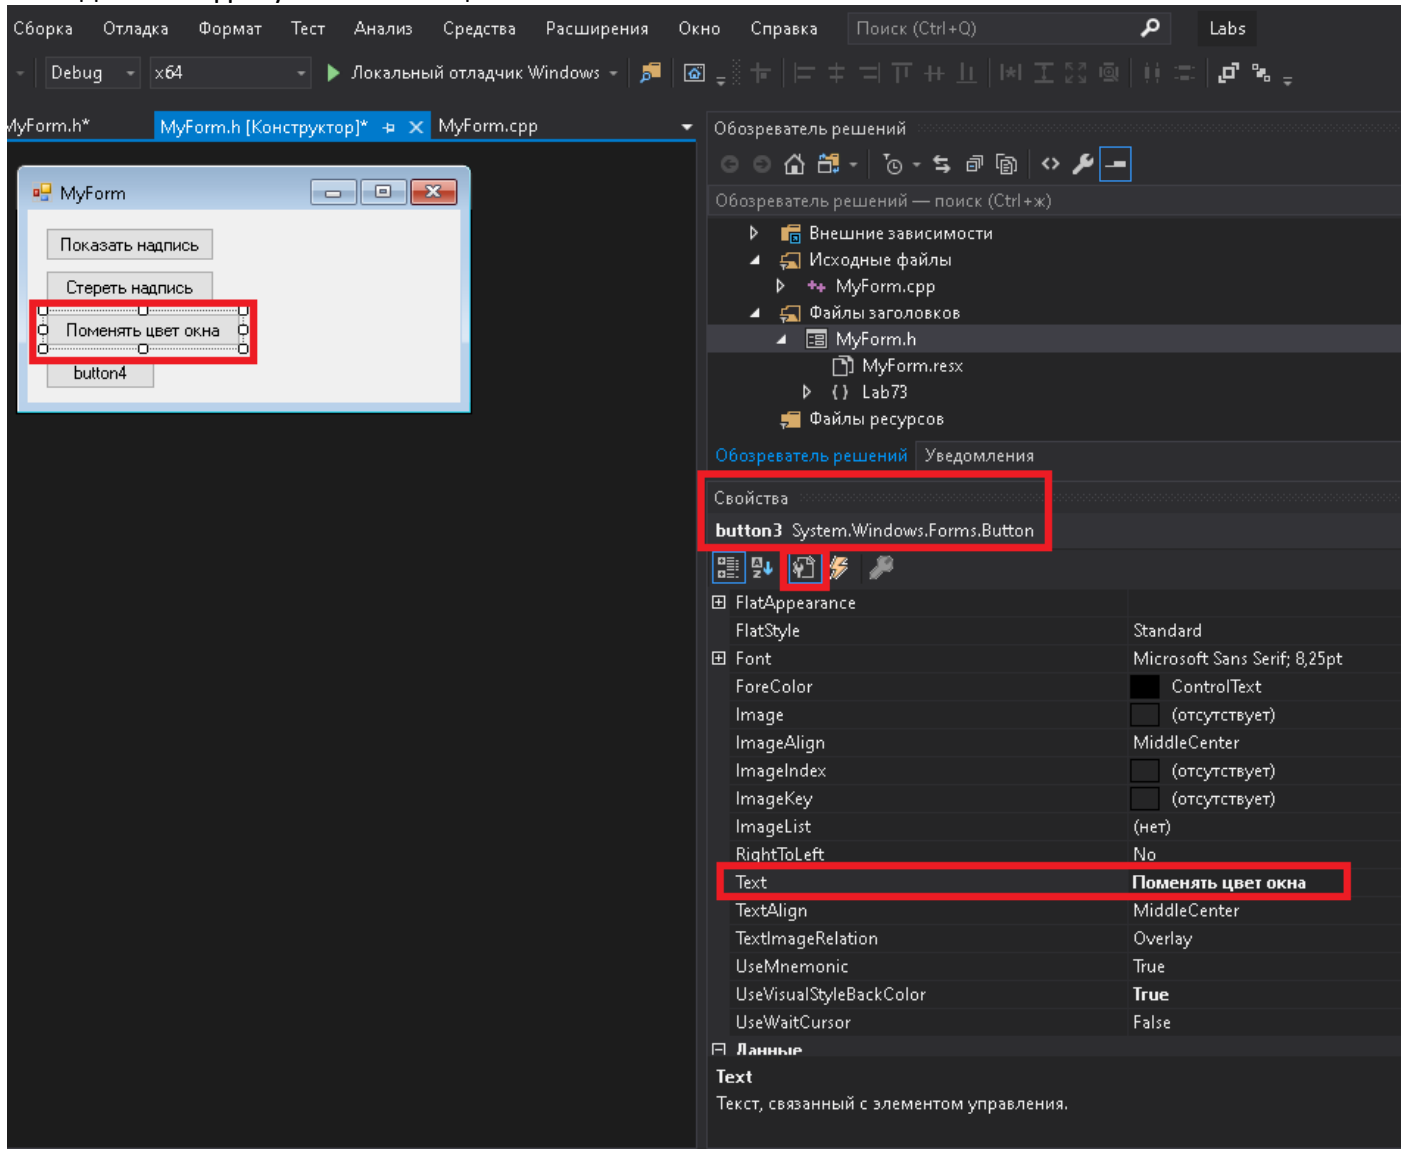 Сборка Отладка Формат Тест Анализ Средства Расширения Окно Справка Поиск (Ctrl+Q) Labs
Debug x64 Локальный отладчик Windows
MyForm.h* MyForm.h [Конструктор]* MyForm.cpp
MyForm
Показать надпись
Стереть надпись
Поменять цвет окна
button4
Обозреватель решений
Обозреватель решений — поиск (Ctrl+ж)
Внешние зависимости
Исходные файлы
MyForm.cpp
Файлы заголовков
MyForm.h
MyForm.resx
{} Lab73
Файлы ресурсов
Обозреватель решений Уведомления
Свойства
button3 System.Windows.Forms.Button
FlatAppearance
FlatStyle Standard
Font Microsoft Sans Serif; 8,25pt
ForeColor ControlText
Image (отсутствует)
ImageAlign MiddleCenter
ImageIndex (отсутствует)
ImageKey (отсутствует)
ImageList (нет)
RightToLeft No
Text Поменять цвет окна
TextAlign MiddleCenter
TextImageRelation Overlay
UseMnemonic True
UseVisualStyleBackColor True
UseWaitCursor False
Данные
Text
Текст, связанный с элементом управления.